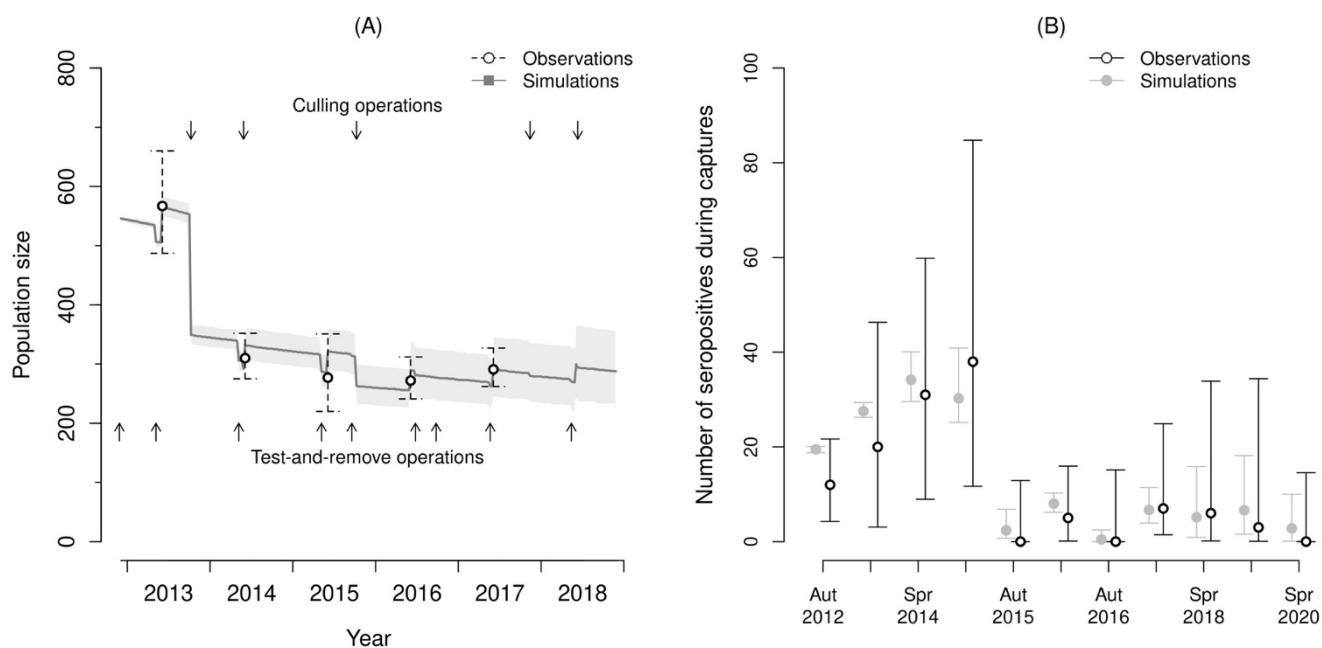 (A)
Observations
Simulations
Culling operations
Test-and-remove operations
Population size
800
600
400
200
0
2013 2014 2015 2016 2017 2018
Year
(B)
Observations
Simulations
Number of seropositives during captures
100
80
60
40
20
0
Aut Spr Aut Aut Spr Spr
2012 2014 2015 2016 2018 2020